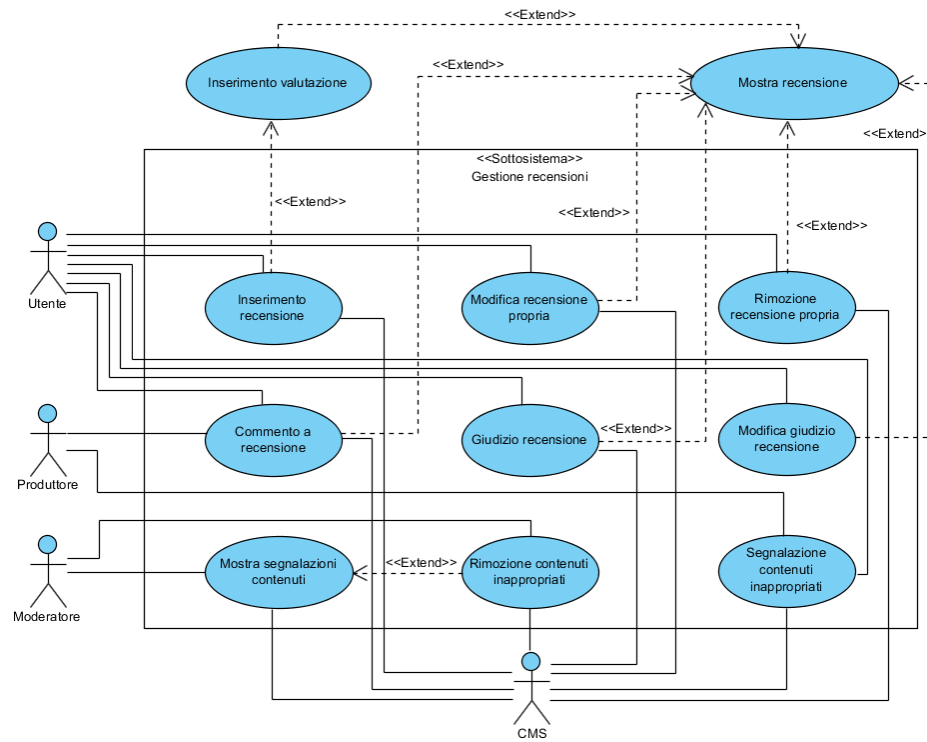 <<Extend>>
Inserimento valutazione
<<Extend>>
Mostra recensione
<<Extend>>
<<Sottosistema>>
Gestione recensioni
<<Extend>>
<<Extend>>
<<Extend>>
Utente
Inserimento
recensione
Modifica recensione
propria
Rimozione
recensione propria
Produttore
Commento a
recensione
Giudizio recensione
<<Extend>>
Modifica giudizio
recensione
Moderatore
Mostra segnalazioni
contenuti
<<Extend>>
Rimozione contenuti
inappropriati
Segnalazione
contenuti
inappropriati
CMS